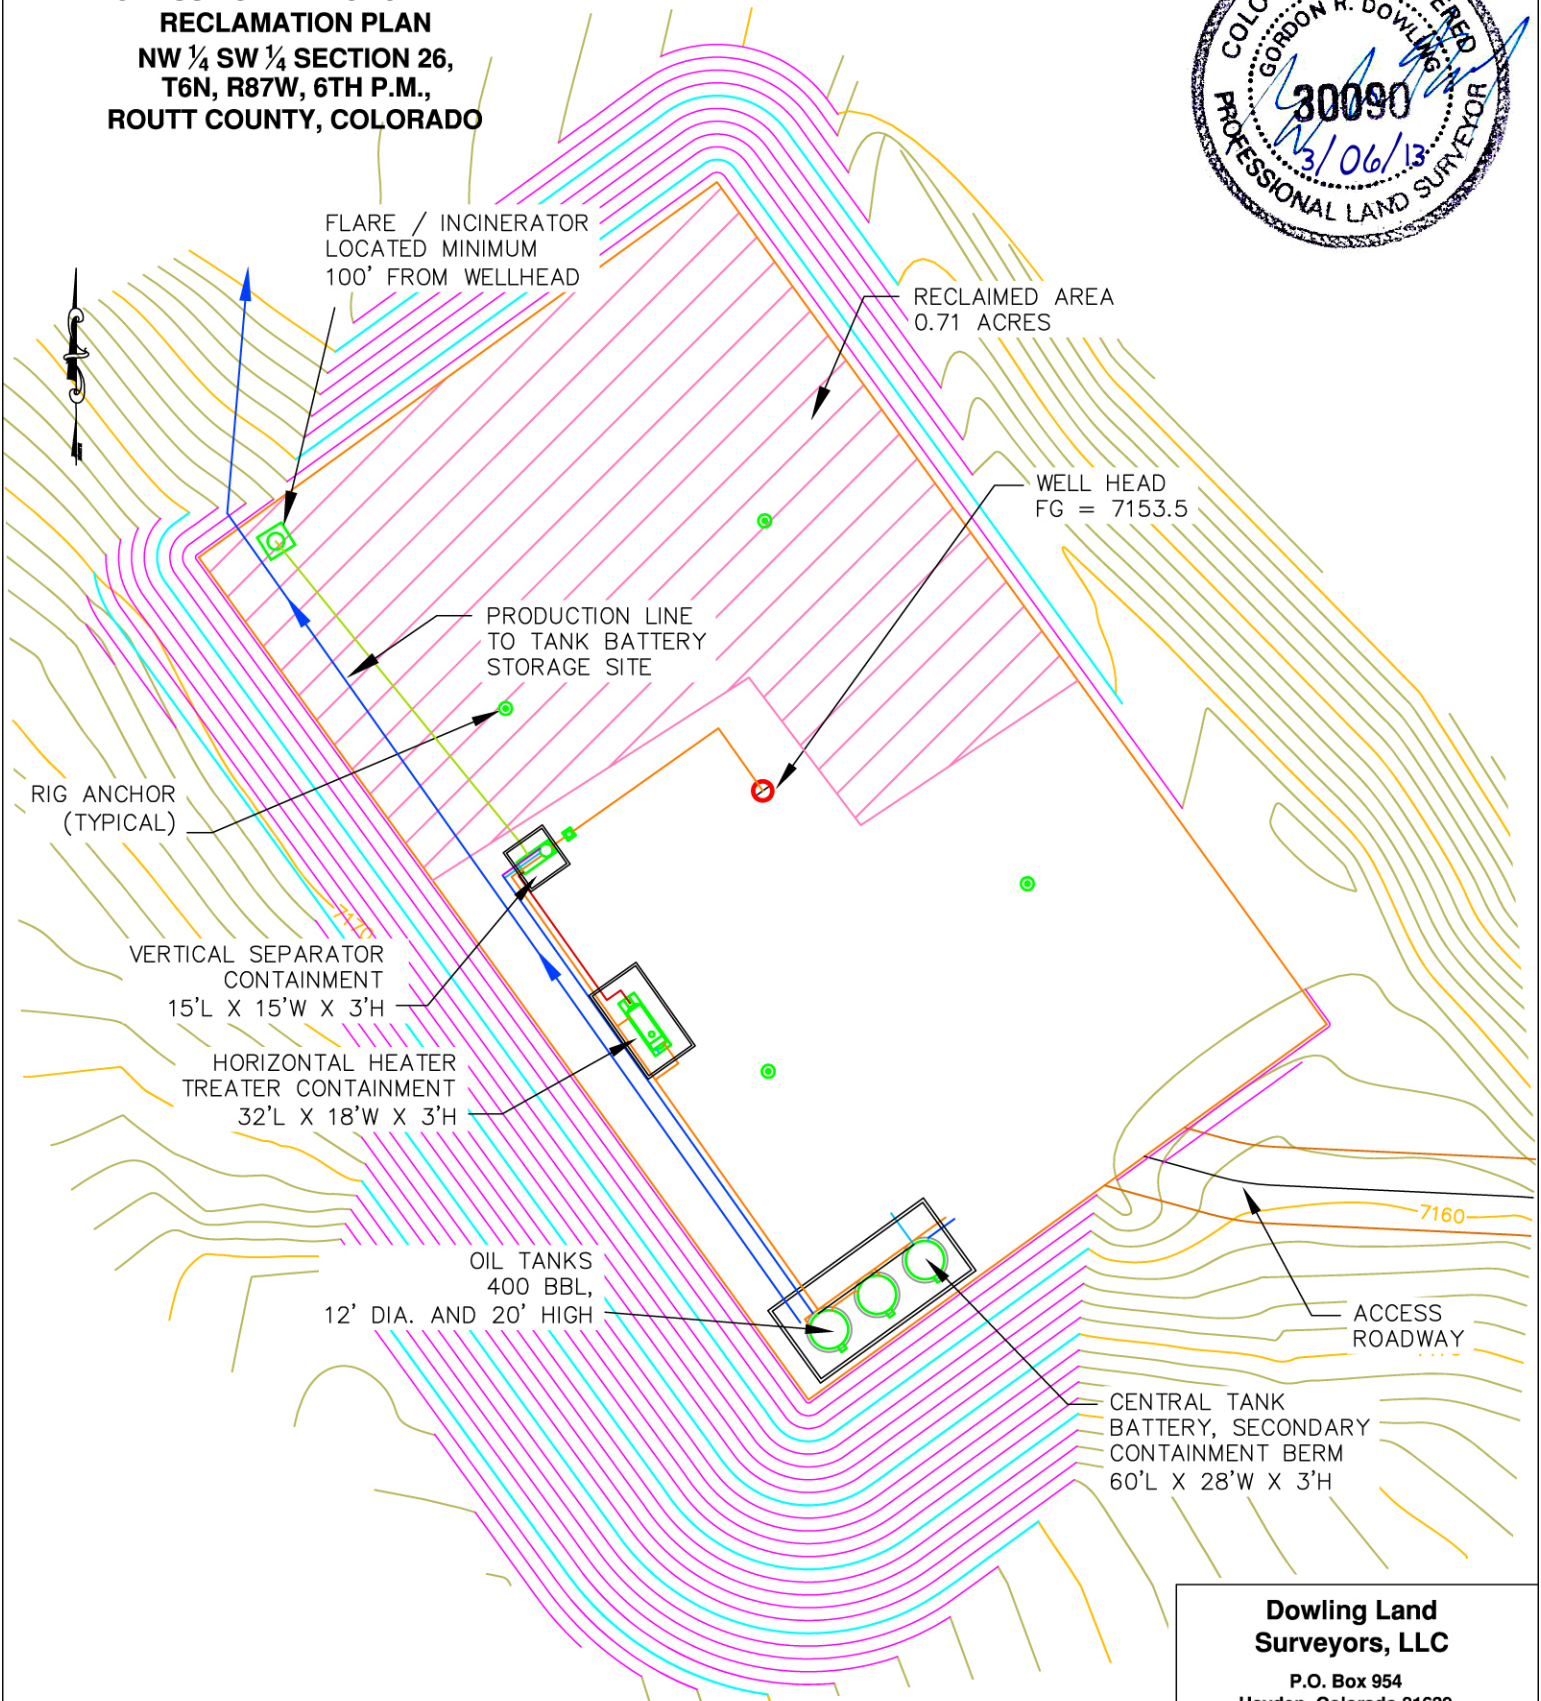 RECLAMATION PLAN
NW ¼ SW ¼ SECTION 26,
T6N, R87W, 6TH P.M.,
ROUTT COUNTY, COLORADO
GORDON R. DOWLING
30090
3/06/13
PROFESSIONAL LAND SURVEYOR
FLARE / INCINERATOR
LOCATED MINIMUM
100' FROM WELLHEAD
RECLAIMED AREA
0.71 ACRES
WELL HEAD
FG = 7153.5
PRODUCTION LINE
TO TANK BATTERY
STORAGE SITE
RIG ANCHOR
(TYPICAL)
7170
VERTICAL SEPARATOR
CONTAINMENT
15'L X 15'W X 3'H
HORIZONTAL HEATER
TREATER CONTAINMENT
32'L X 18'W X 3'H
7160
OIL TANKS
400 BBL,
12' DIA. AND 20' HIGH
ACCESS
ROADWAY
CENTRAL TANK
BATTERY, SECONDARY
CONTAINMENT BERM
60'L X 28'W X 3'H
Dowling Land
Surveyors, LLC
P.O. Box 954